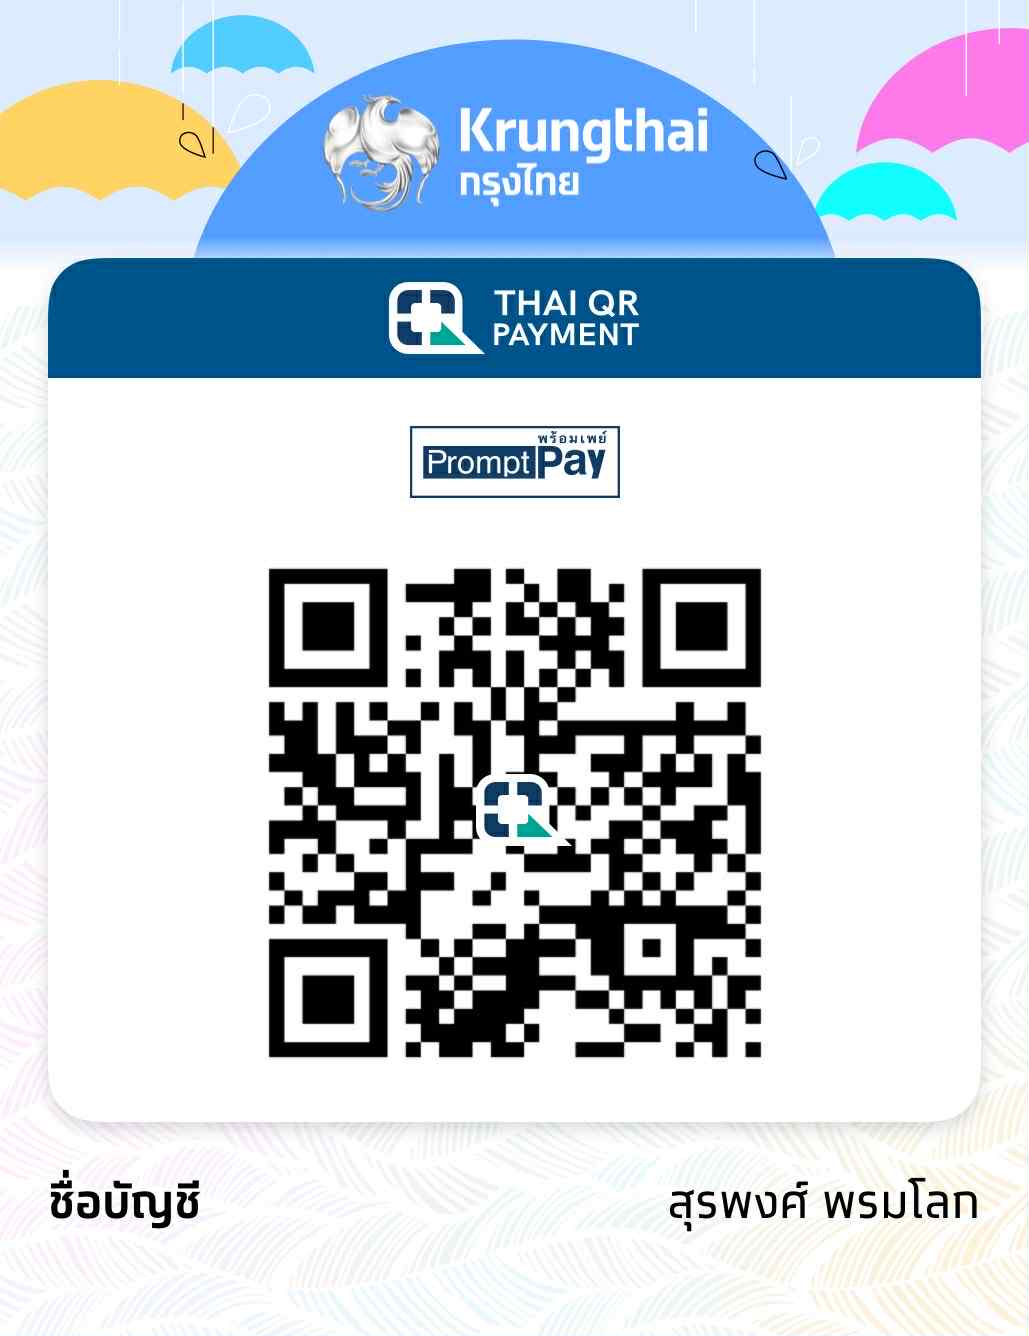 Krungthai
กรุงไทย
THAI QR
PAYMENT
พร้อมเพย์
PromptPay
ชื่อบัญชี สุรพงศ์ พรมโลก